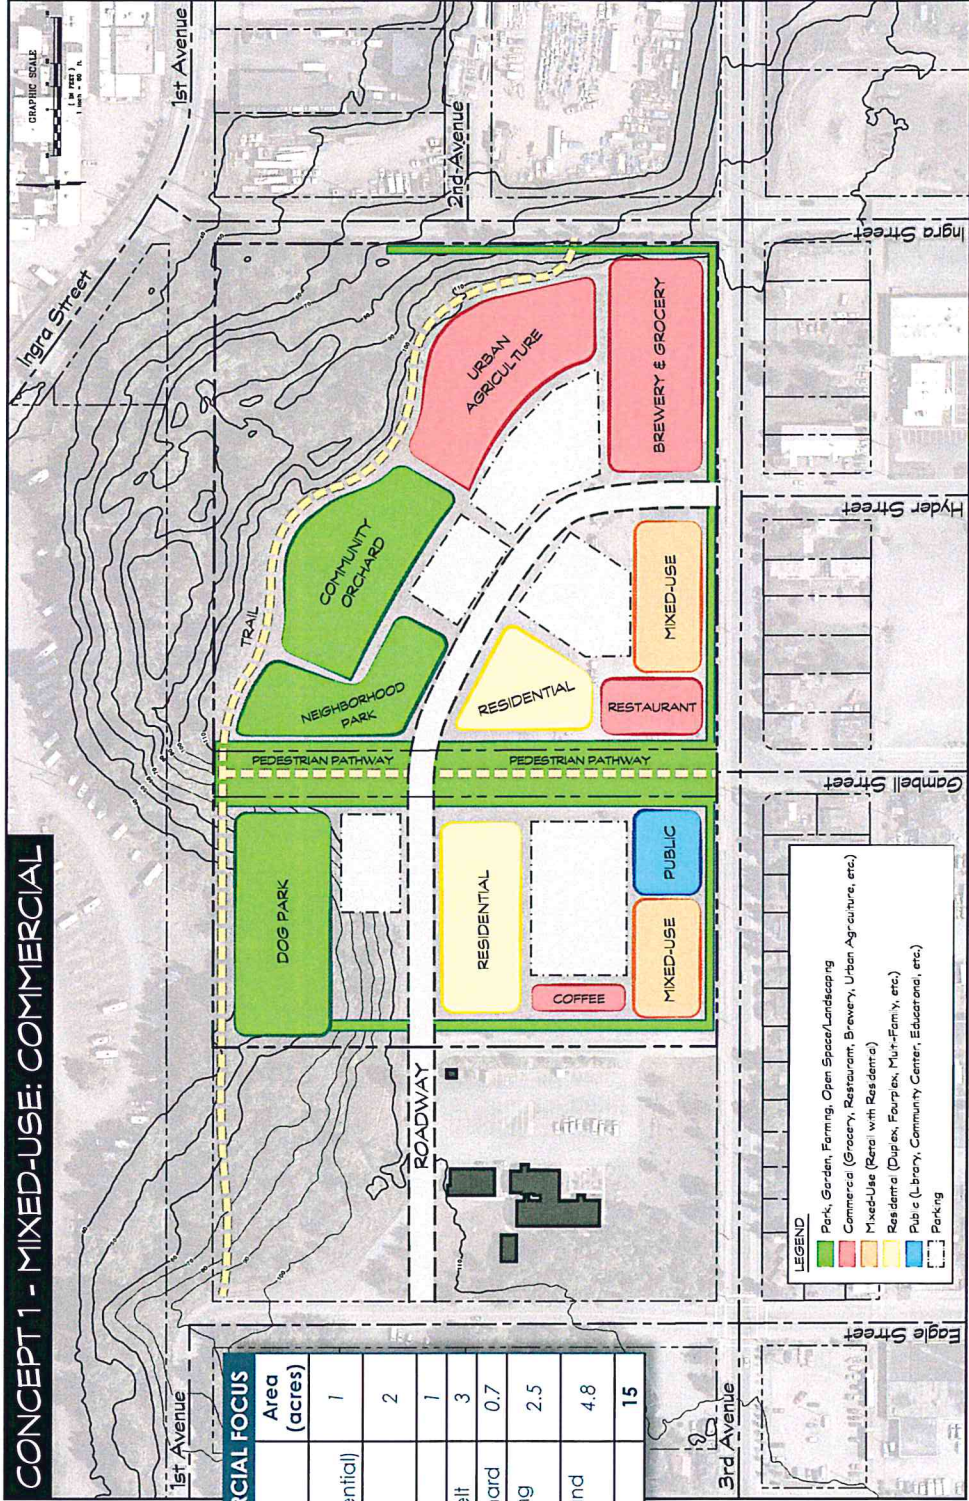 CONCEPT 1 - MIXED-USE: COMMERCIAL
GRAPHIC SCALE
( IN FEET )
1st Avenue
Ingra Street
1st Avenue
2nd Avenue
TRAIL
DOG PARK
NEIGHBORHOOD
PARK
COMMUNITY
ORCHARD
URBAN
AGRICULTURE
PEDESTRIAN PATHWAY
PEDESTRIAN PATHWAY
ROADWAY
RESIDENTIAL
RESIDENTIAL
COFFEE
MIXED-USE
PUBLIC
RESTAURANT
MIXED-USE
BREWERY & GROCERY
3rd Avenue
Eagle Street
Gambell Street
Hyder Street
Ingra Street
RCIAL FOCUS
Area
(acres)
1
ential)
2
1
elt 3
hard 0.7
ng 2.5
nd 4.8
15
LEGEND
Park, Garden, Farming, Open Space/Landscaping
Commercial (Grocery, Restaurant, Brewery, Urban Agriculture, etc.)
Mixed-Use (Retail with Residential)
Residential (Duplex, Fourplex, Multi-Family, etc.)
Public (Library, Community Center, Educational, etc.)
Parking